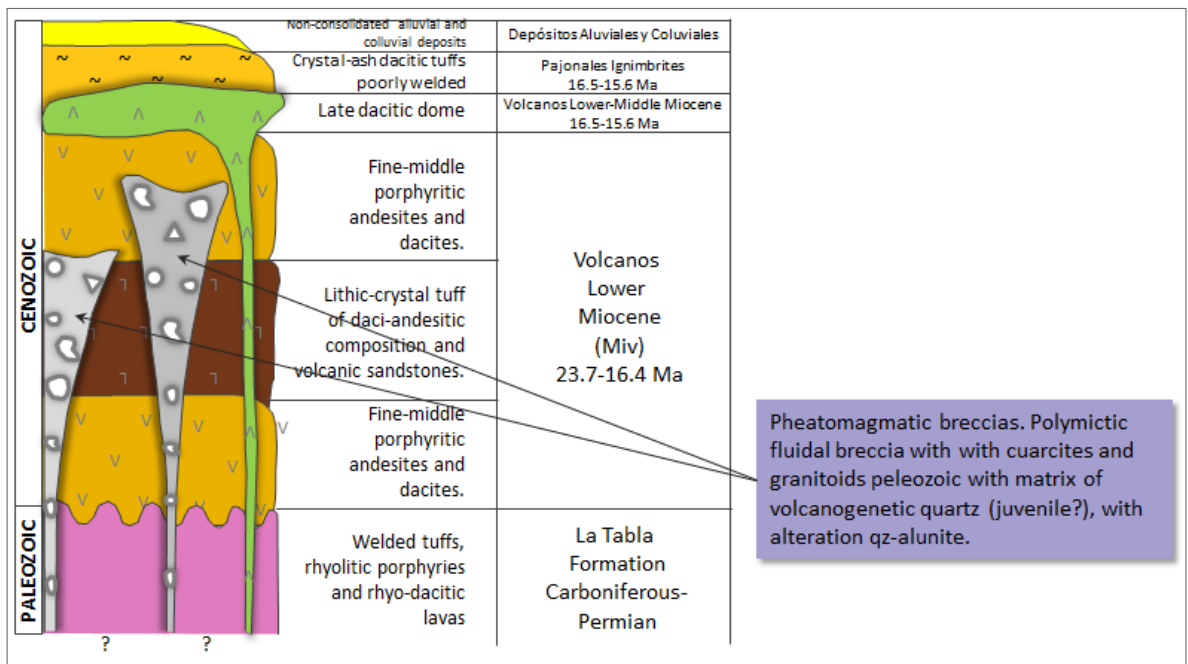 Non-consolidated alluvial and
colluvial deposits
Depósitos Aluviales y Coluviales
Crystal-ash dacitic tuffs
poorly welded
Pajonales Ignimbrites
16.5-15.6 Ma
Late dacitic dome
Volcanos Lower-Middle Miocene
16.5-15.6 Ma
CENOZOIC
Fine-middle
porphyritic
andesites and
dacites.
Lithic-crystal tuff
of daci-andesitic
composition and
volcanic sandstones.
Fine-middle
porphyritic
andesites and
dacites.
Volcanos
Lower
Miocene
(Miv)
23.7-16.4 Ma
Pheatomagmatic breccias. Polymictic
fluidal breccia with with cuarcites and
granitoids peleozoic with matrix of
volcanogenetic quartz (juvenile?), with
alteration qz-alunite.
PALEOZOIC
Welded tuffs,
rhyolitic porphyries
and rhyo-dacitic
lavas
La Tabla
Formation
Carboniferous-
Permian
? ?